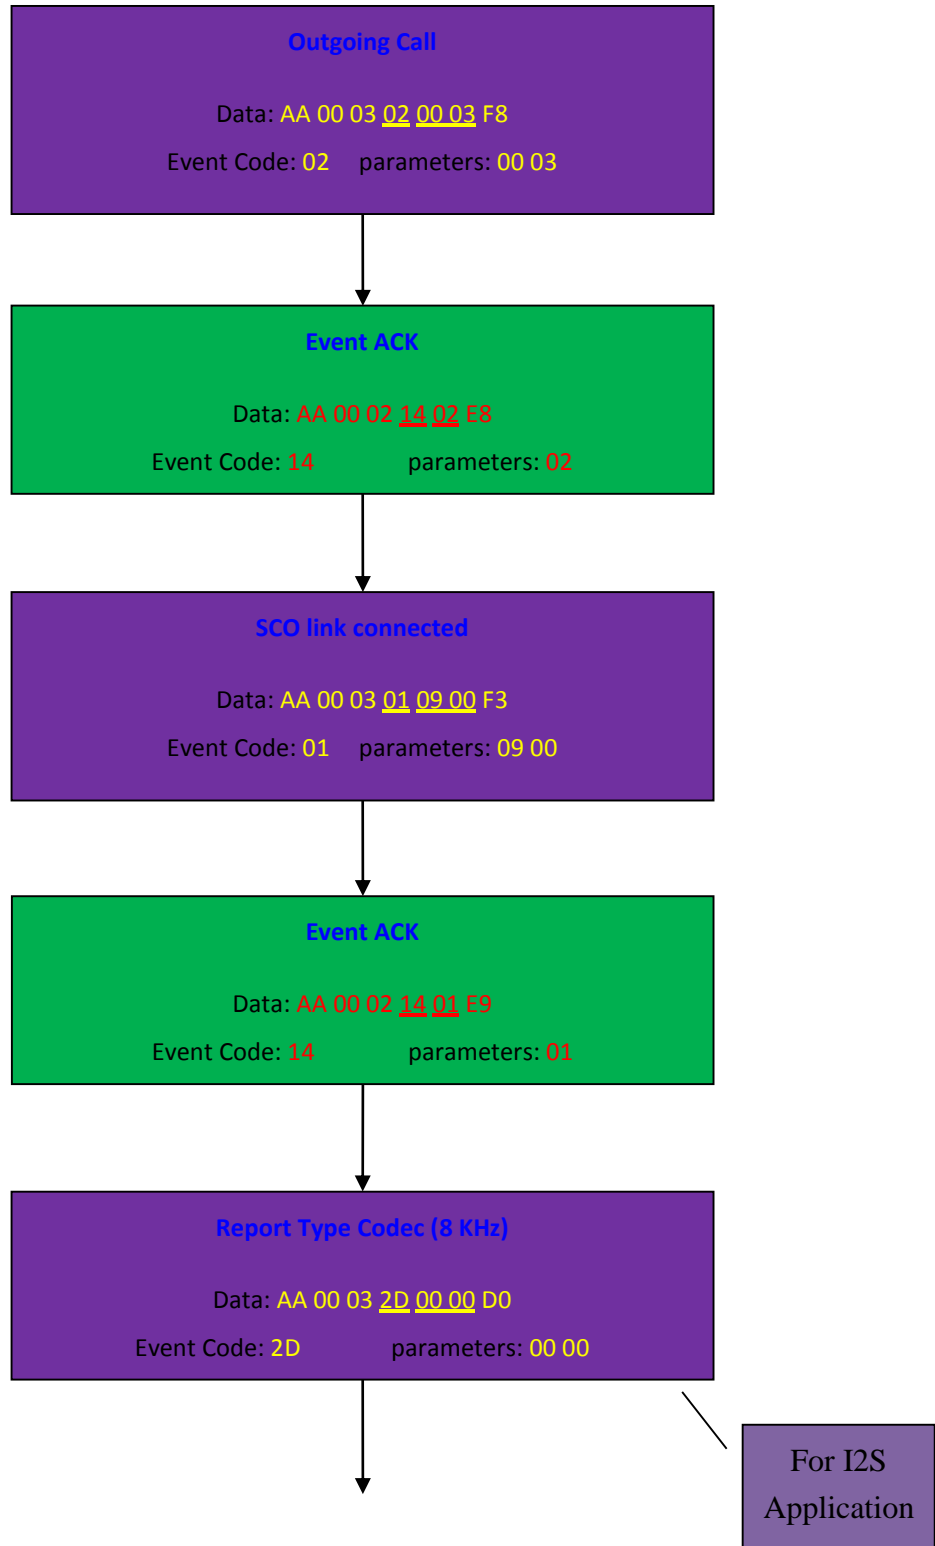 Outgoing Call
Data: AA 00 03 02 00 03 F8
Event Code: 02 parameters: 00 03
Event ACK
Data: AA 00 02 14 02 E8
Event Code: 14 parameters: 02
SCO link connected
Data: AA 00 03 01 09 00 F3
Event Code: 01 parameters: 09 00
Event ACK
Data: AA 00 02 14 01 E9
Event Code: 14 parameters: 01
Report Type Codec (8 KHz)
Data: AA 00 03 2D 00 00 D0
Event Code: 2D parameters: 00 00
For I2S
Application